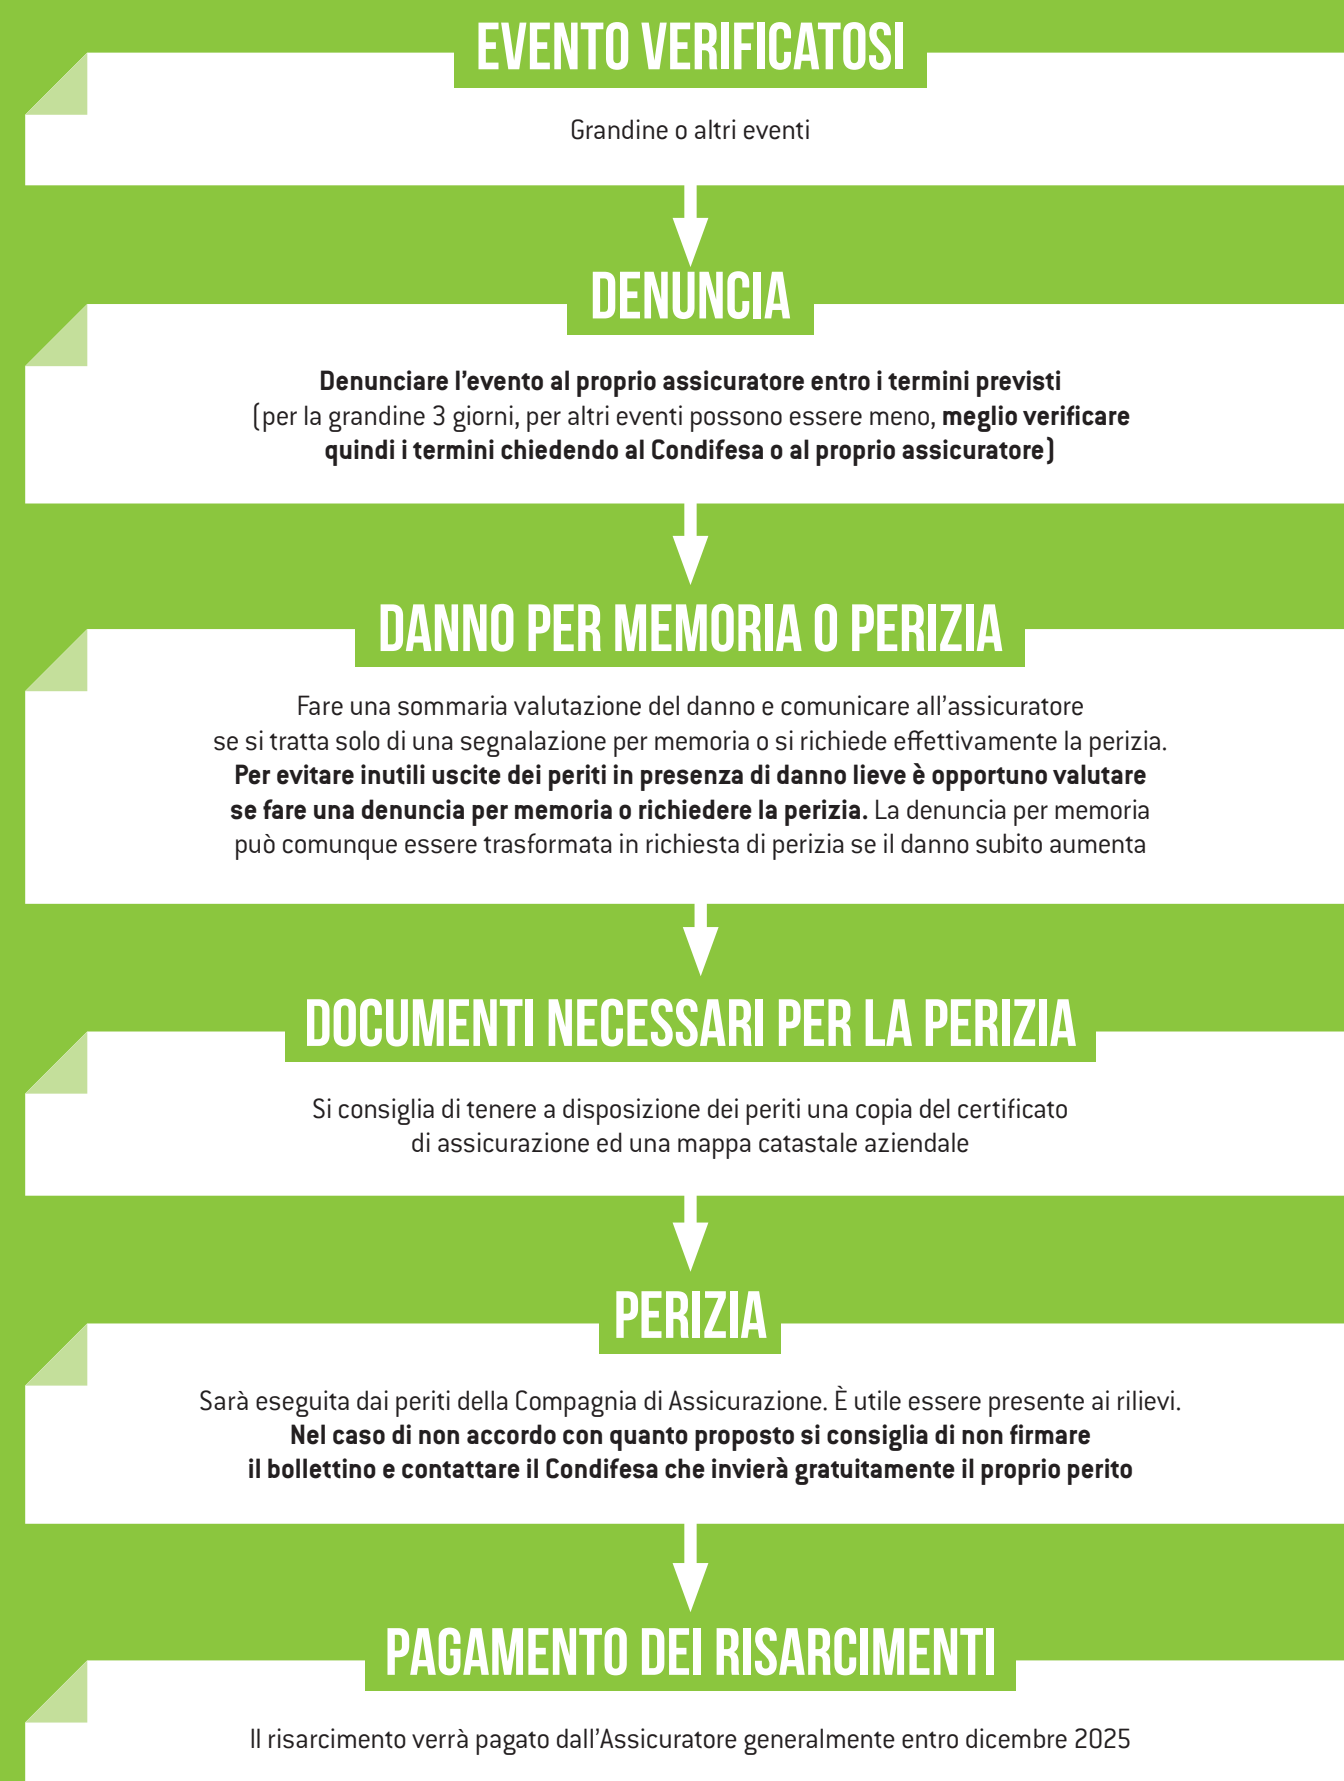 EVENTO VERIFICATOSI
Grandine o altri eventi
DENUNCIA
Denunciare l’evento al proprio assicuratore entro i termini previsti
(per la grandine 3 giorni, per altri eventi possono essere meno, meglio verificare
quindi i termini chiedendo al Condifesa o al proprio assicuratore)
DANNO PER MEMORIA O PERIZIA
Fare una sommaria valutazione del danno e comunicare all’assicuratore
se si tratta solo di una segnalazione per memoria o si richiede effettivamente la perizia.
Per evitare inutili uscite dei periti in presenza di danno lieve è opportuno valutare
se fare una denuncia per memoria o richiedere la perizia. La denuncia per memoria
può comunque essere trasformata in richiesta di perizia se il danno subito aumenta
DOCUMENTI NECESSARI PER LA PERIZIA
Si consiglia di tenere a disposizione dei periti una copia del certificato
di assicurazione ed una mappa catastale aziendale
PERIZIA
Sarà eseguita dai periti della Compagnia di Assicurazione. È utile essere presente ai rilievi.
Nel caso di non accordo con quanto proposto si consiglia di non firmare
il bollettino e contattare il Condifesa che invierà gratuitamente il proprio perito
PAGAMENTO DEI RISARCIMENTI
Il risarcimento verrà pagato dall’Assicuratore generalmente entro dicembre 2025